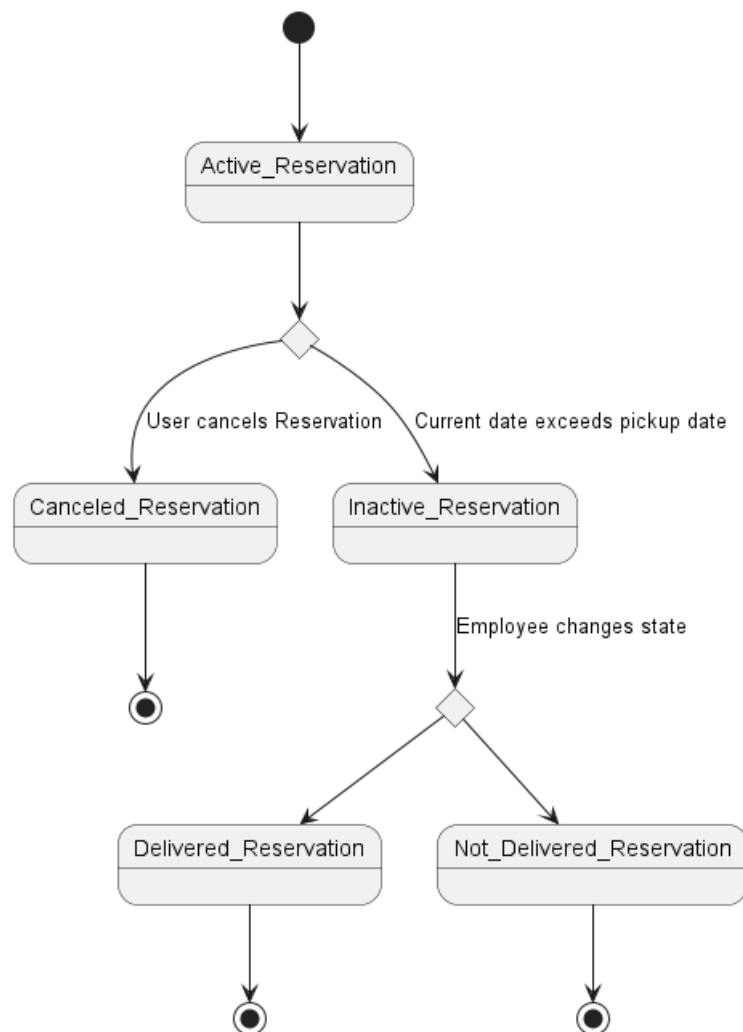 Active_Reservation
User cancels Reservation
Current date exceeds pickup date
Canceled_Reservation
Inactive_Reservation
Employee changes state
Delivered_Reservation
Not_Delivered_Reservation